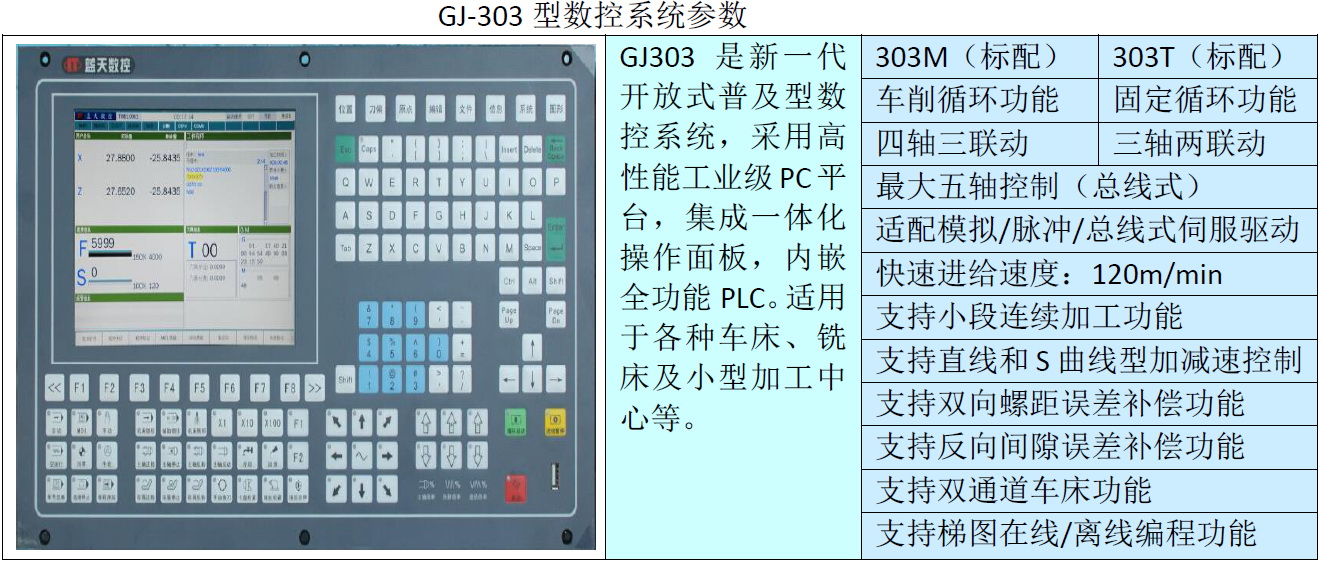 GJ-303 型数控系统参数
蓝天数控
位置 刀偏 原点 编辑 文件 信息 系统 图形
X 27.8800 -25.8435
Z 27.6520 -25.8435
F 5999
S 0
T 00
Esc Caps Insert Delete Back Space
Q W E R T Y U I O P
A S D F G H J K L Enter
Tab Z X C V B N M Space
Ctrl Alt Shift
7 8 9 Page Up Page Dn
4 5 6 0
Shift 1 2 3
<< F1 F2 F3 F4 F5 F6 F7 F8 >>
X1 X10 X100 F1
F2
GJ303 是新一代
开放式普及型数
控系统，采用高
性能工业级 PC 平
台，集成一体化
操作面板，内嵌
全功能 PLC。适用
于各种车床、铣
床及小型加工中
心等。
303M（标配） 303T（标配）
车削循环功能 固定循环功能
四轴三联动 三轴两联动
最大五轴控制（总线式）
适配模拟/脉冲/总线式伺服驱动
快速进给速度：120m/min
支持小段连续加工功能
支持直线和 S 曲线型加减速控制
支持双向螺距误差补偿功能
支持反向间隙误差补偿功能
支持双通道车床功能
支持梯图在线/离线编程功能